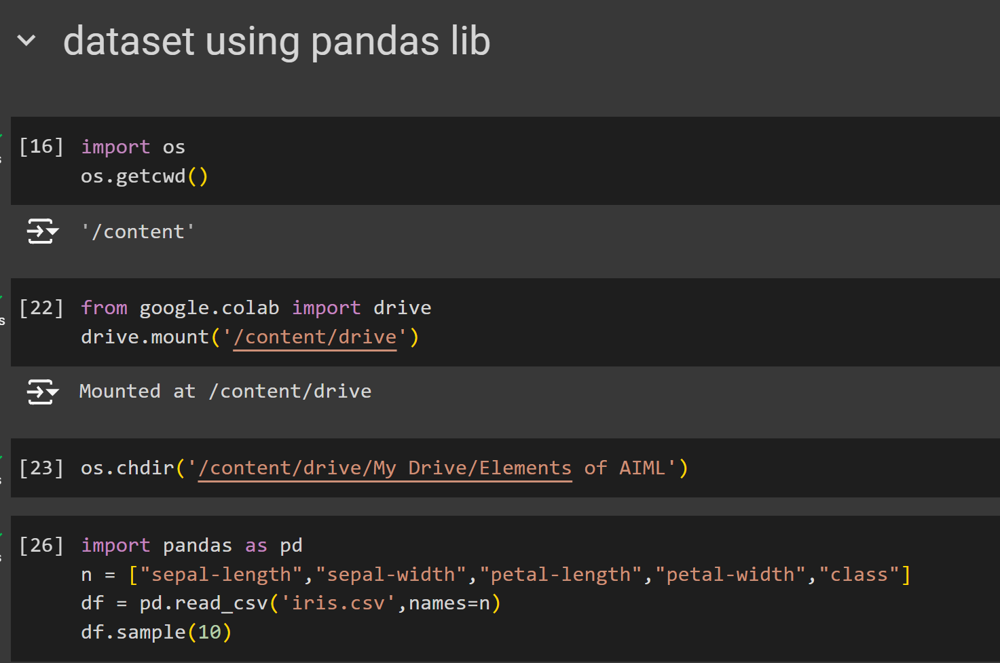 dataset using pandas lib
[16] import os
os.getcwd()
'/content'
[22] from google.colab import drive
drive.mount('/content/drive')
Mounted at /content/drive
[23] os.chdir('/content/drive/My Drive/Elements of AIML')
[26] import pandas as pd
n = ["sepal-length","sepal-width","petal-length","petal-width","class"]
df = pd.read_csv('iris.csv',names=n)
df.sample(10)